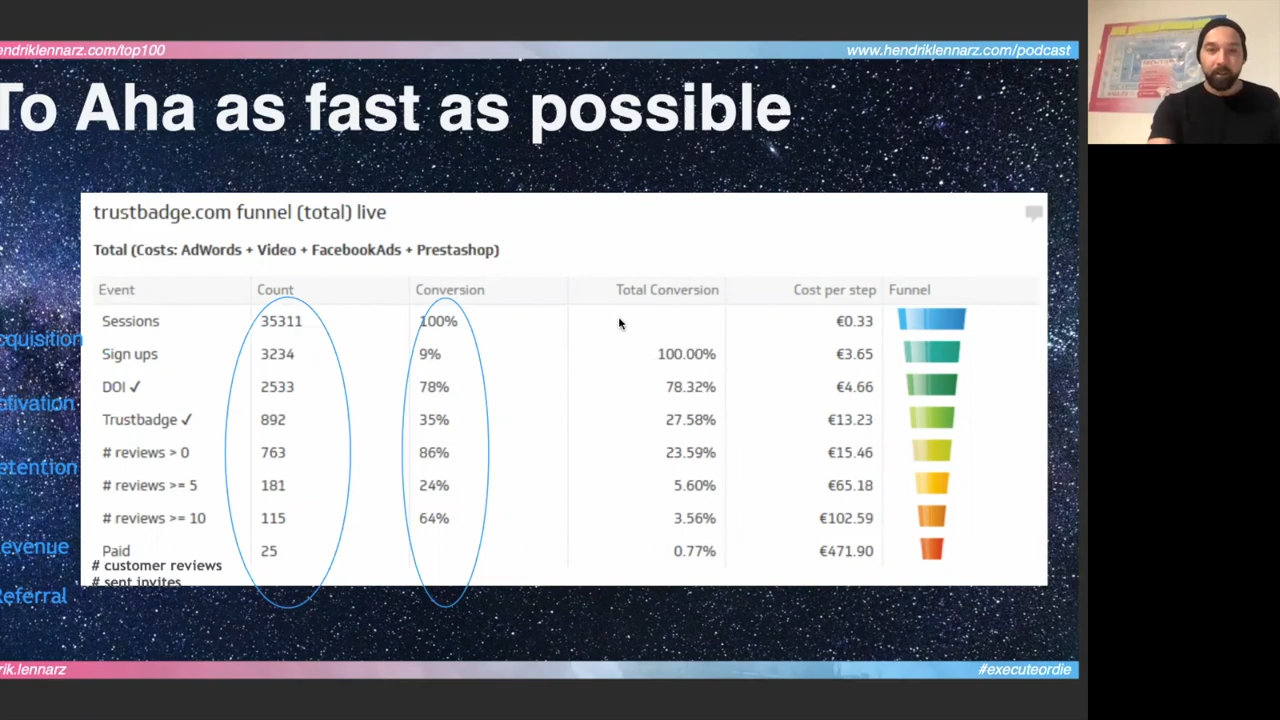 endriklennarz.com/top100
www.hendriklennarz.com/podcast
To Aha as fast as possible
trustbadge.com funnel (total) live
Total (Costs: AdWords + Video + FacebookAds + Prestashop)
Event Count Conversion Total Conversion Cost per step Funnel
Sessions 35311 100% €0.33
Sign ups 3234 9% 100.00% €3.65
DOI ✓ 2533 78% 78.32% €4.66
Trustbadge ✓ 892 35% 27.58% €13.23
# reviews > 0 763 86% 23.59% €15.46
# reviews >= 5 181 24% 5.60% €65.18
# reviews >= 10 115 64% 3.56% €102.59
Paid 25 0.77% €471.90
# customer reviews
# sent invites
cquisition
tivation
etention
evenue
Referral
rik.lennarz
#executeordie